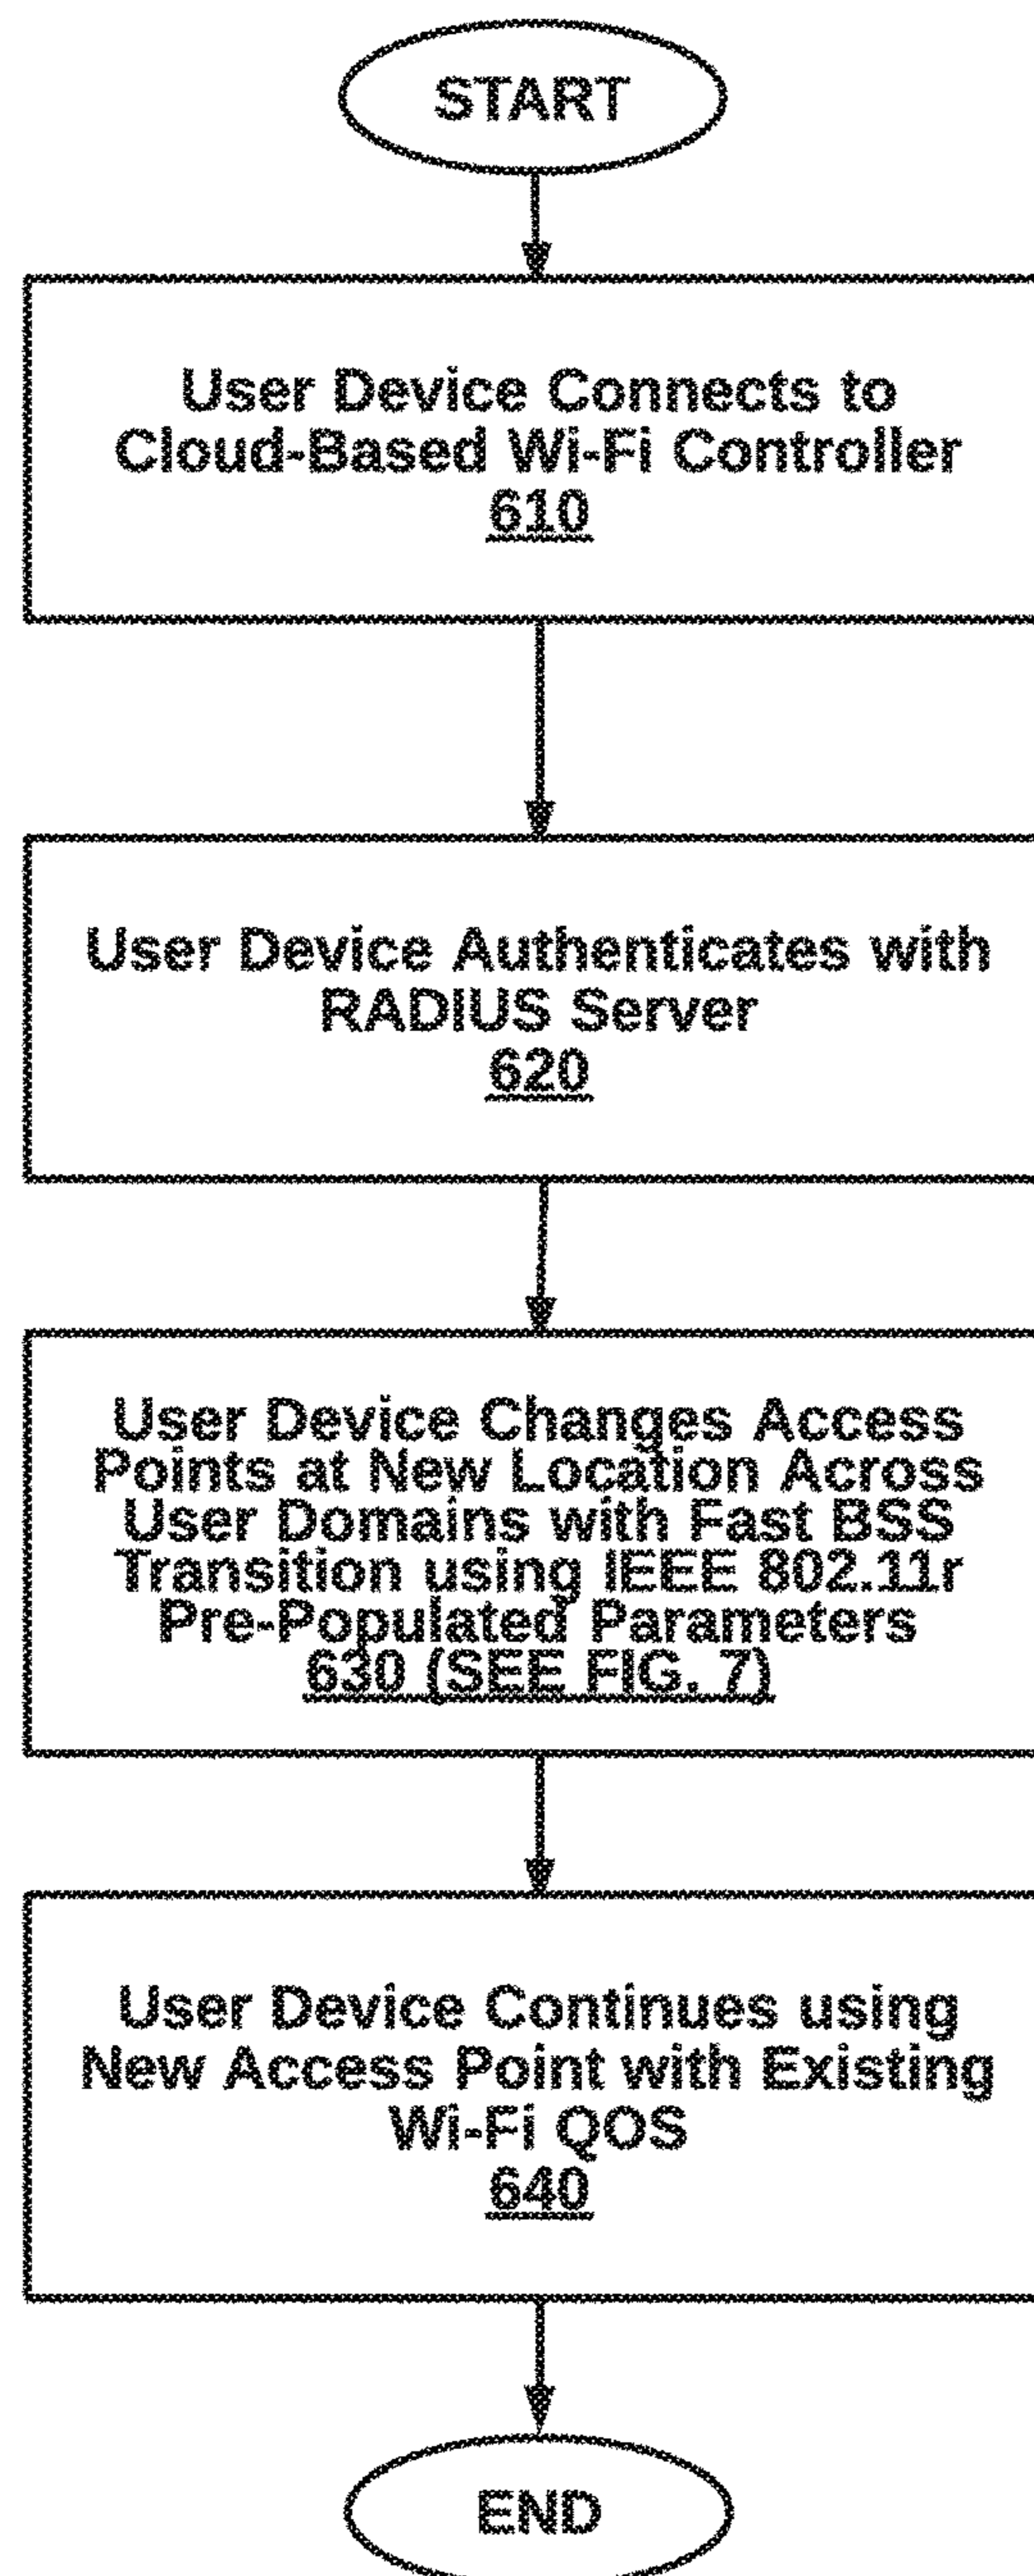 START
User Device Connects to
Cloud-Based Wi-Fi Controller
610
User Device Authenticates with
RADIUS Server
620
User Device Changes Access
Points at New Location Across
User Domains with Fast BSS
Transition using IEEE 802.11r
Pre-Populated Parameters
630 (SEE FIG. 7)
User Device Continues using
New Access Point with Existing
Wi-Fi QOS
640
END